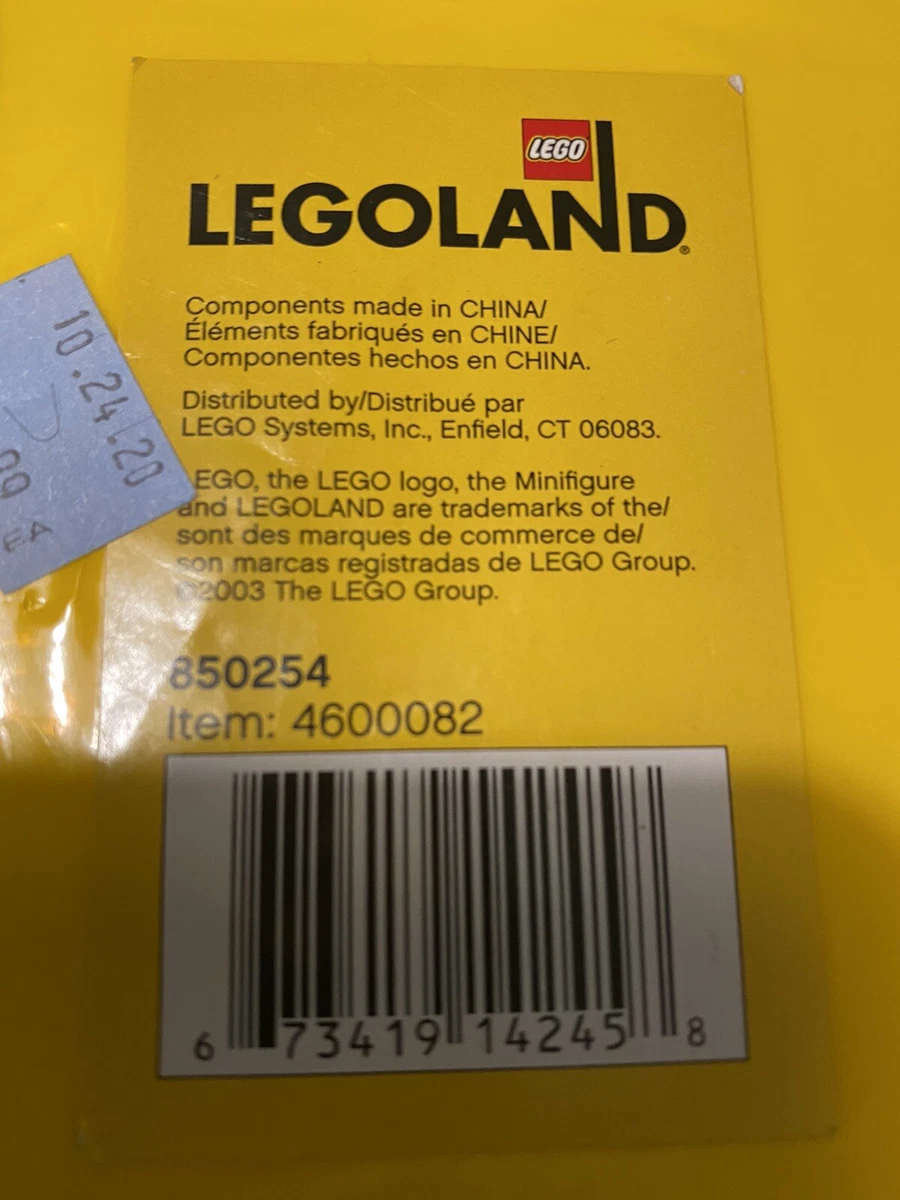 LEGO
LEGOLAND®
Components made in CHINA/
Éléments fabriqués en CHINE/
Componentes hechos en CHINA.
Distributed by/Distribué par
LEGO Systems, Inc., Enfield, CT 06083.
EGO, the LEGO logo, the Minifigure
and LEGOLAND are trademarks of the/
sont des marques de commerce de/
son marcas registradas de LEGO Group.
©2003 The LEGO Group.
850254
Item: 4600082
6 73419 14245 8
10.24.20
EA